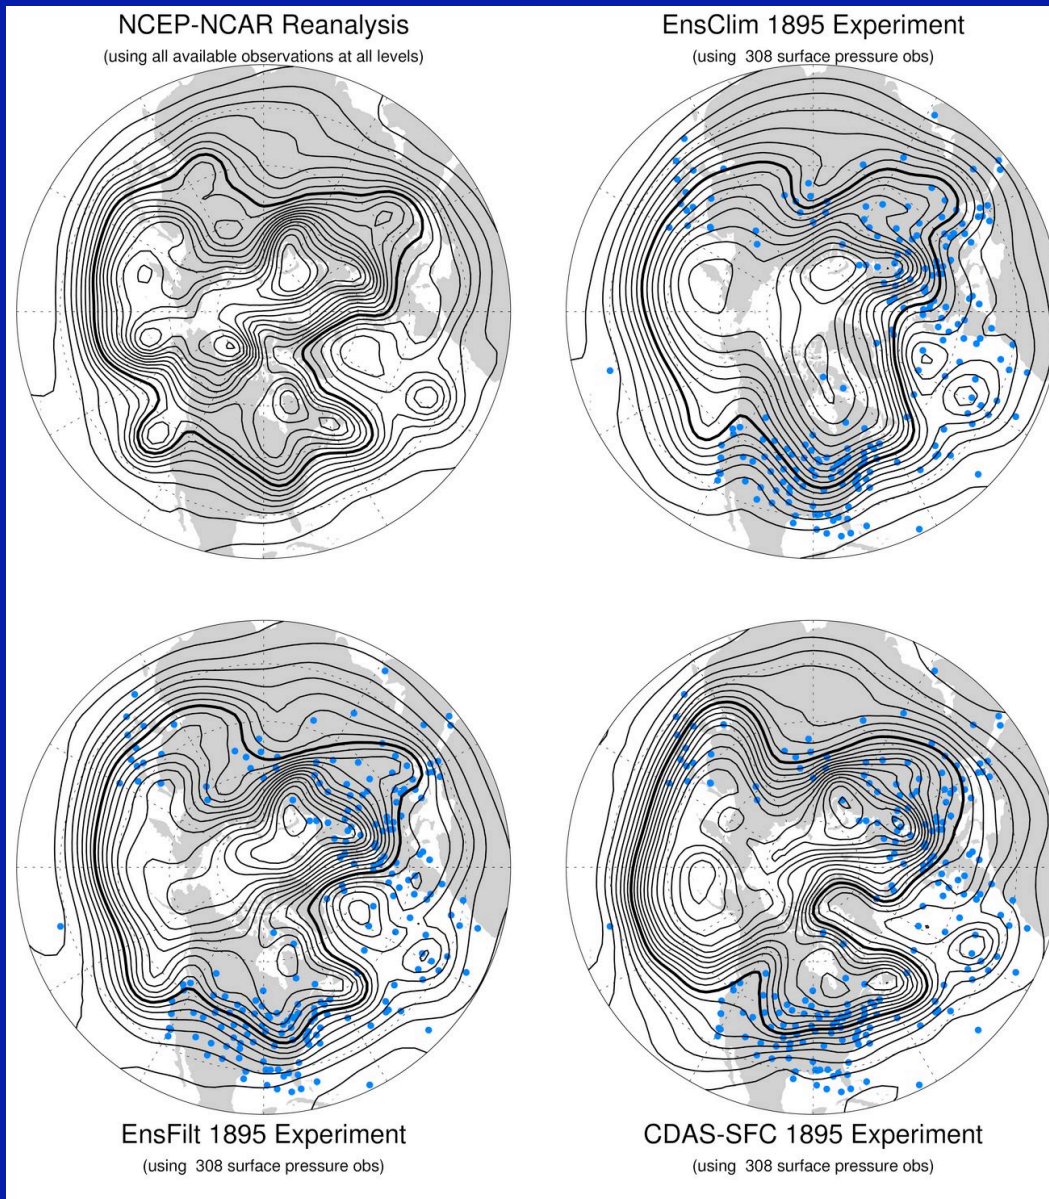 NCEP-NCAR Reanalysis
(using all available observations at all levels)
EnsClim 1895 Experiment
(using 308 surface pressure obs)
EnsFilt 1895 Experiment
(using 308 surface pressure obs)
CDAS-SFC 1895 Experiment
(using 308 surface pressure obs)